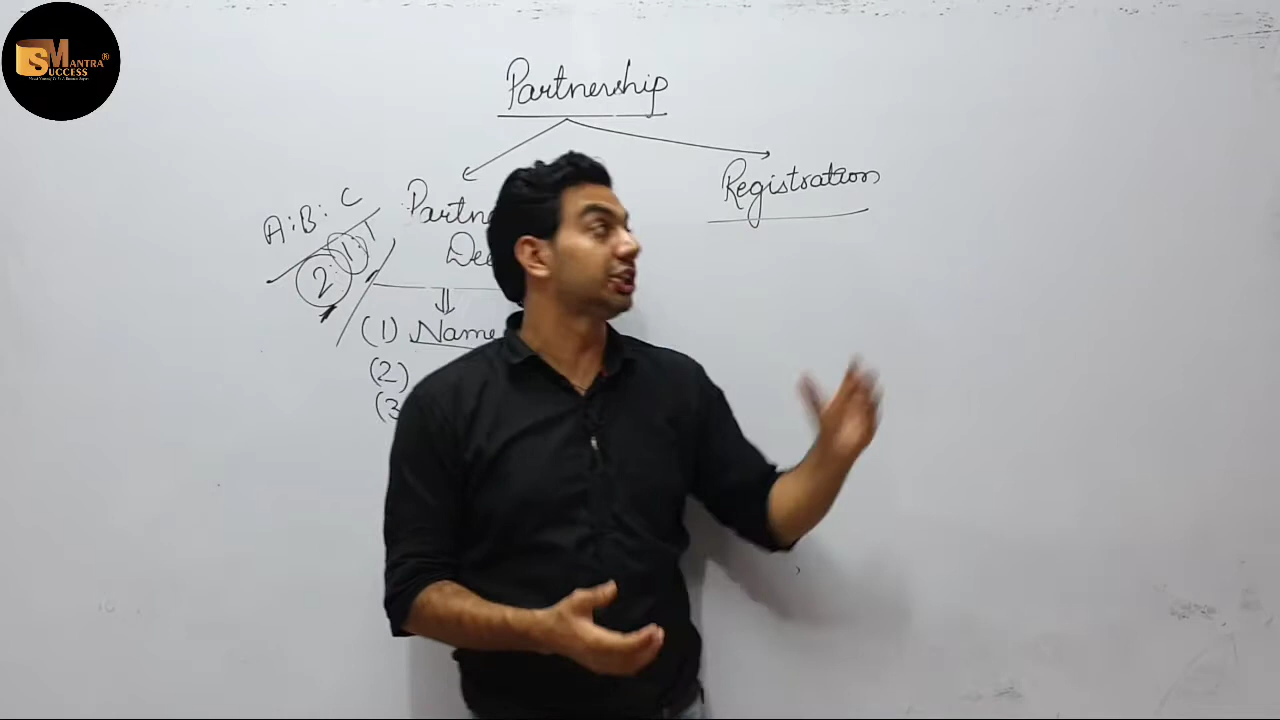 MANTRA®
SUCCESS
Partnership
Registration
A:B:C
2:1:1
(1) Name
(2)